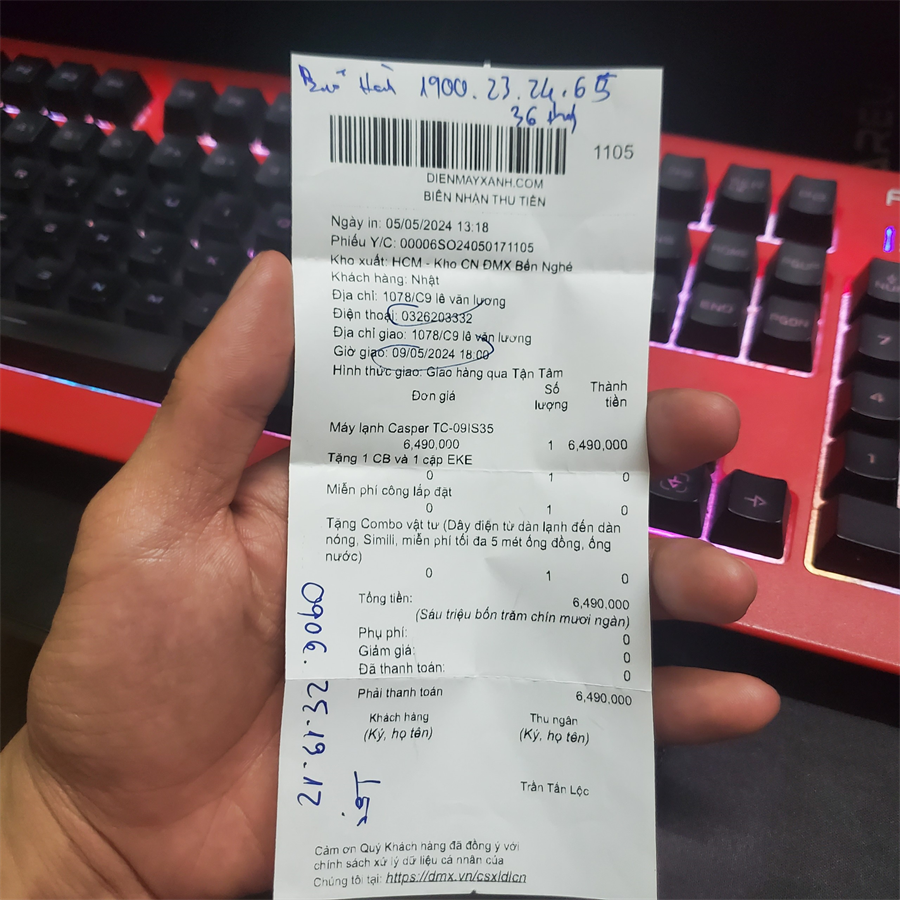 Bảo Hành 1900.23.24.65
36 thg
1105
DIENMAYXANH.COM
BIÊN NHẬN THU TIỀN
Ngày in: 05/05/2024 13:18
Phiếu Y/C: 00006SO24050171105
Kho xuất: HCM - Kho CN ĐMX Bến Nghé
Khách hàng: Nhật
Địa chỉ: 1078/C9 lê văn lương
Điện thoại: 0326203332
Địa chỉ giao: 1078/C9 lê văn lương
Giờ giao: 09/05/2024 18:00
Hình thức giao: Giao hàng qua Tận Tâm
Đơn giá Số lượng Thành tiền
Máy lạnh Casper TC-09IS35
6,490,000 1 6,490,000
Tặng 1 CB và 1 cặp EKE
0 1 0
Miễn phí công lắp đặt
0 1 0
Tặng Combo vật tư (Dây điện từ dàn lạnh đến dàn
nóng, Simili, miễn phí tối đa 5 mét ống đồng, ống
nước)
0 1 0
Tổng tiền: 6,490,000
(Sáu triệu bốn trăm chín mươi ngàn)
Phụ phí: 0
Giảm giá: 0
Đã thanh toán: 0
Phải thanh toán 6,490,000
Khách hàng Thu ngân
(Ký, họ tên) (Ký, họ tên)
Trần Tấn Lộc
0906.25.19.12
Cảm ơn Quý Khách hàng đã đồng ý với
chính sách xử lý dữ liệu cá nhân của
Chúng tôi tại: https://dmx.vn/csxldlcn
END
PGDN
7
4
1